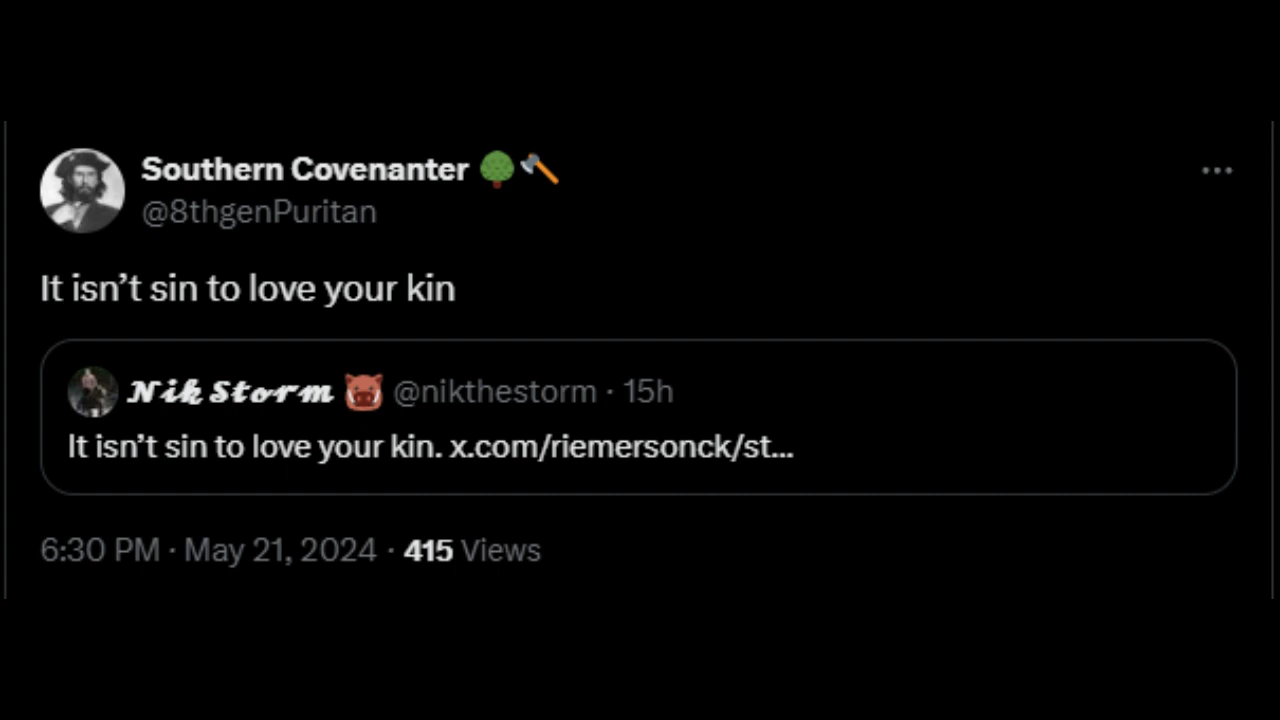 Southern Covenanter 🌳🪓
@8thgenPuritan
It isn’t sin to love your kin
Nik Storm 🐗 @nikthestorm · 15h
It isn’t sin to love your kin. x.com/riemersonck/st...
6:30 PM · May 21, 2024 · 415 Views